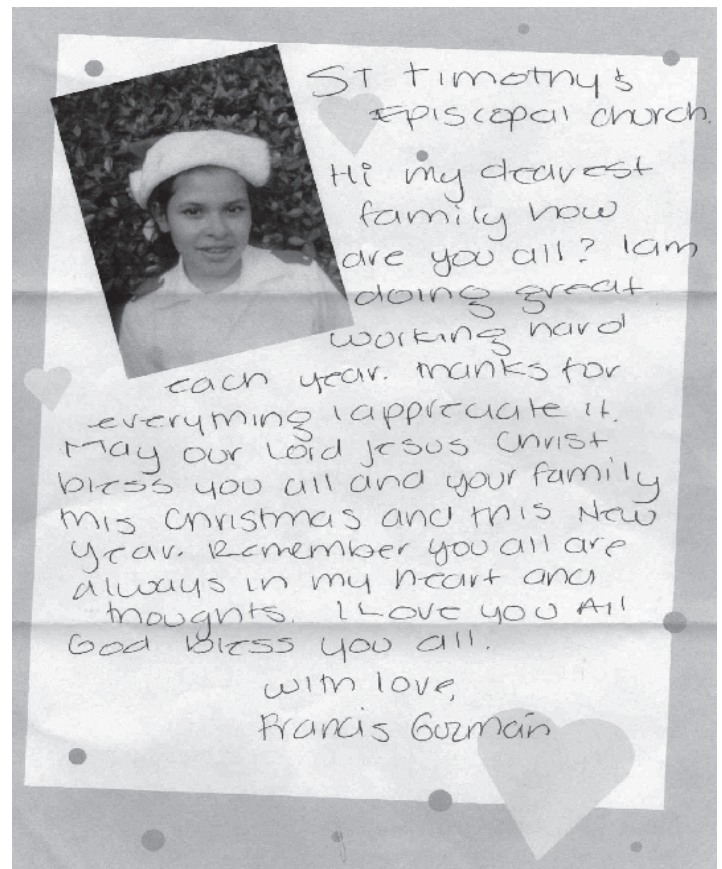 St Timothy's
Episcopal church.
Hi my dearest
family how
are you all? I am
doing great
working hard
each year. thanks for
everything I appreciate it.
May our Lord Jesus Christ
bless you all and your family
this Christmas and this New
Year. Remember you all are
always in my heart and
thoughts. I Love you All
God bless you all.
with love,
Francis Guzmán